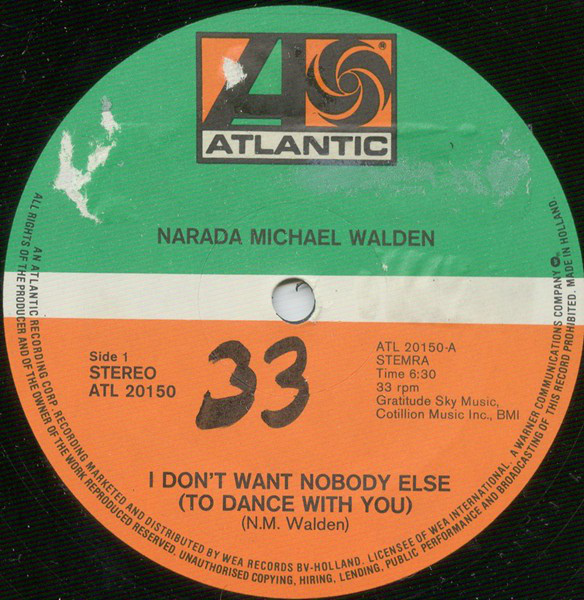 ATLANTIC
NARADA MICHAEL WALDEN
Side 1
STEREO
ATL 20150
33
ATL 20150-A
STEMRA
Time 6:30
33 rpm
Gratitude Sky Music,
Cotillion Music Inc., BMI
I DON'T WANT NOBODY ELSE
(TO DANCE WITH YOU)
(N.M. Walden)
AN ATLANTIC RECORDING CORP. RECORDING MARKETED AND DISTRIBUTED BY WEA RECORDS BV-HOLLAND. LICENSEE OF WEA INTERNATIONAL. A WARNER COMMUNICATIONS COMPANY
ALL RIGHTS OF THE PRODUCER AND OF THE OWNER OF THE WORK REPRODUCED RESERVED. UNAUTHORISED COPYING, HIRING, LENDING, PUBLIC PERFORMANCE AND BROADCASTING OF THIS RECORD PROHIBITED. MADE IN HOLLAND.